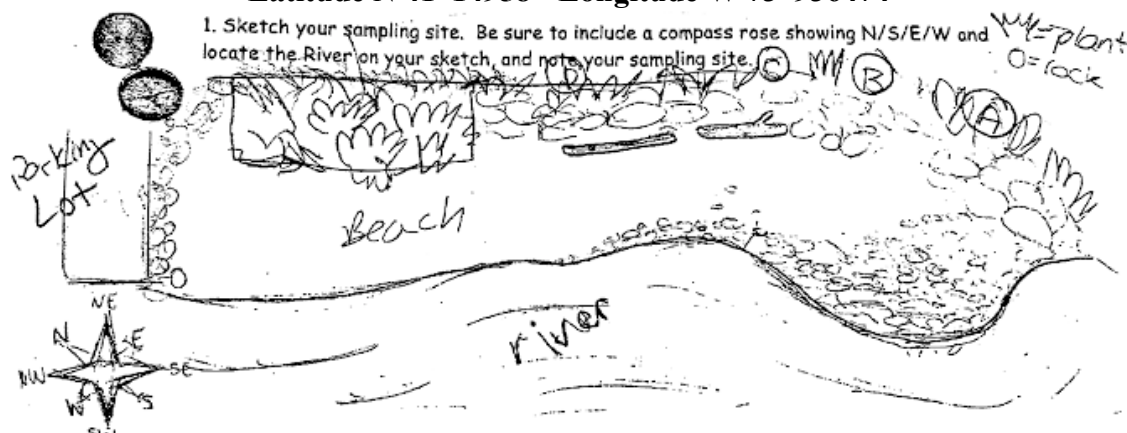 1. Sketch your sampling site. Be sure to include a compass rose showing N/S/E/W and
locate the River on your sketch, and note your sampling site.
=plant
O=rock
D
C
B
A
Parking
Lot
Beach
river
NE
N
E
NW
SE
W
S
SW